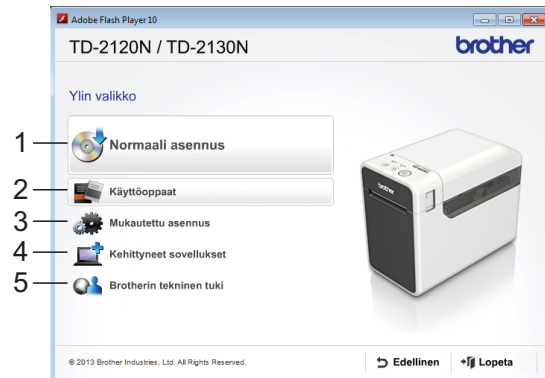 Adobe Flash Player 10
TD-2120N / TD-2130N
brother
Ylin valikko
1 Normaali asennus
2 Käyttöoppaat
3 Mukautettu asennus
4 Kehittyneet sovellukset
5 Brotherin tekninen tuki
brother
© 2013 Brother Industries, Ltd. All Rights Reserved.
Edellinen
Lopeta